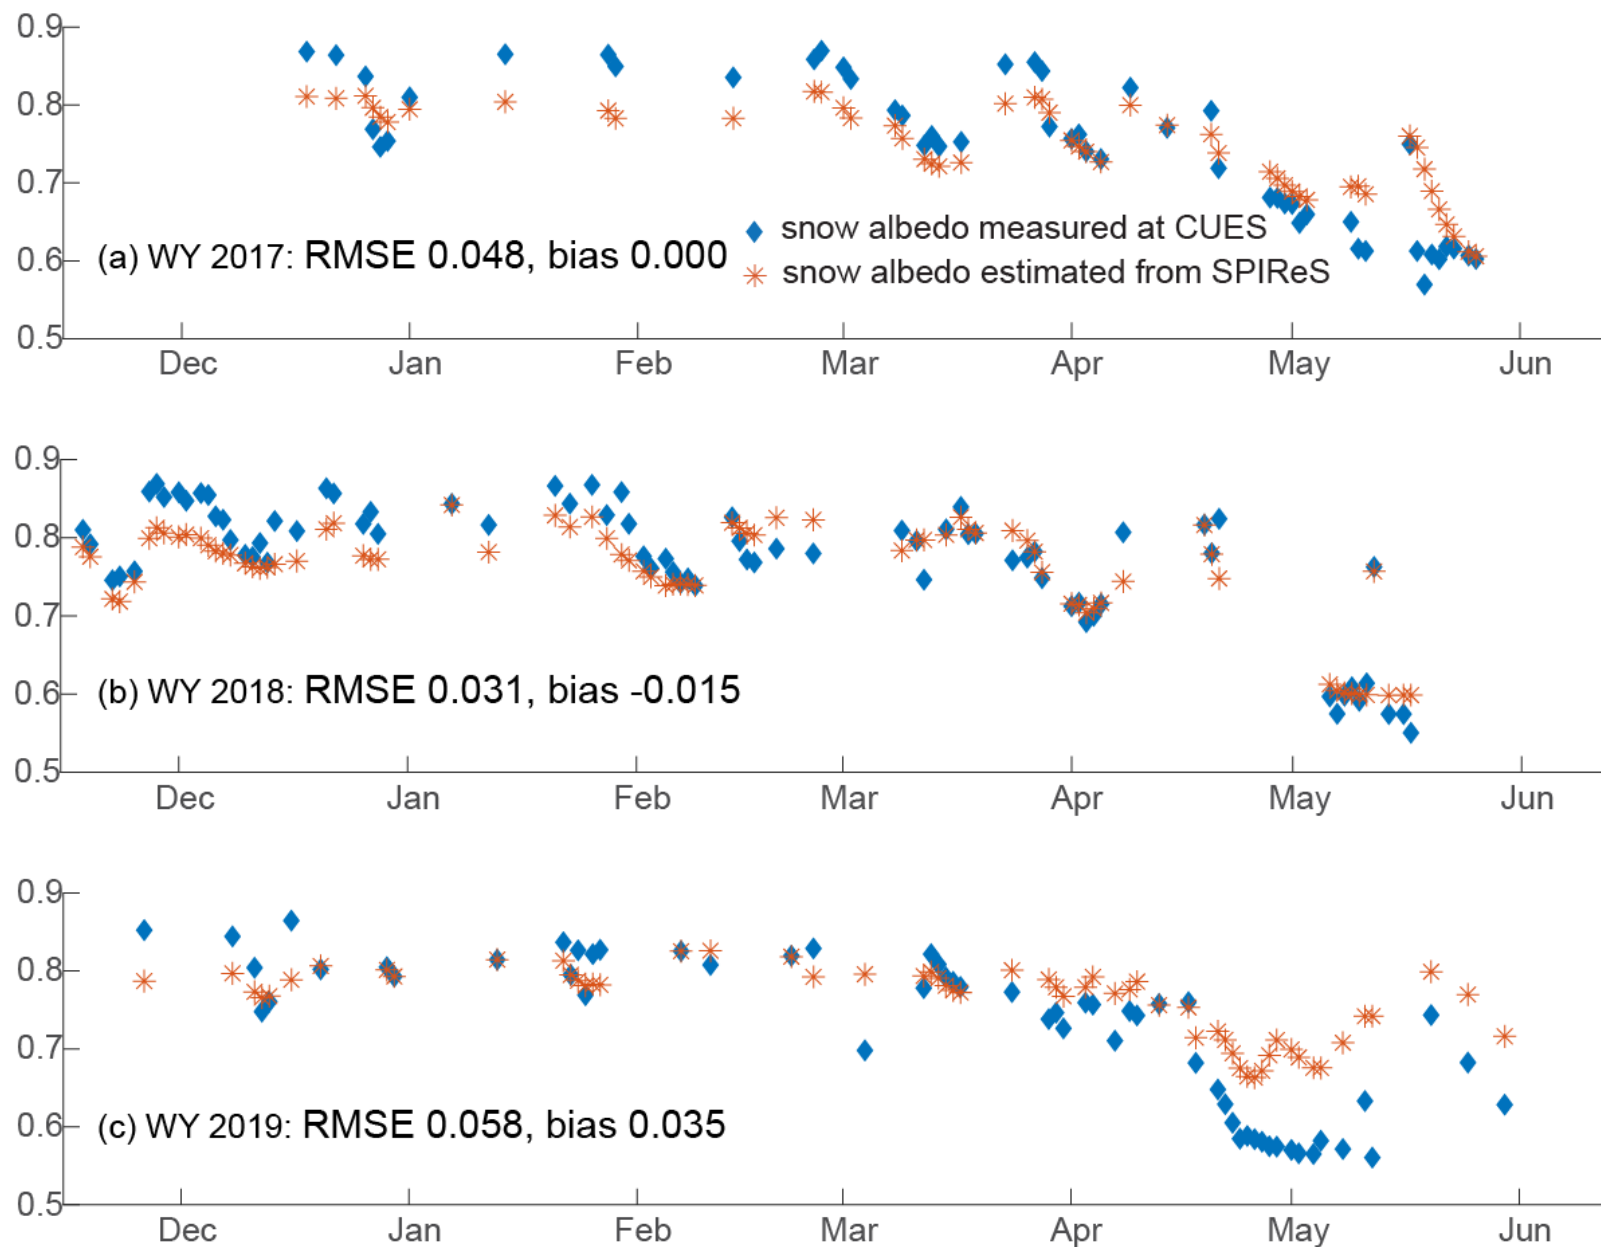 0.9
0.8
0.7
0.6
0.5
snow albedo measured at CUES
(a) WY 2017: RMSE 0.048, bias 0.000
snow albedo estimated from SPIReS
Dec Jan Feb Mar Apr May Jun
0.9
0.8
0.7
0.6
0.5
(b) WY 2018: RMSE 0.031, bias -0.015
Dec Jan Feb Mar Apr May Jun
0.9
0.8
0.7
0.6
0.5
(c) WY 2019: RMSE 0.058, bias 0.035
Dec Jan Feb Mar Apr May Jun